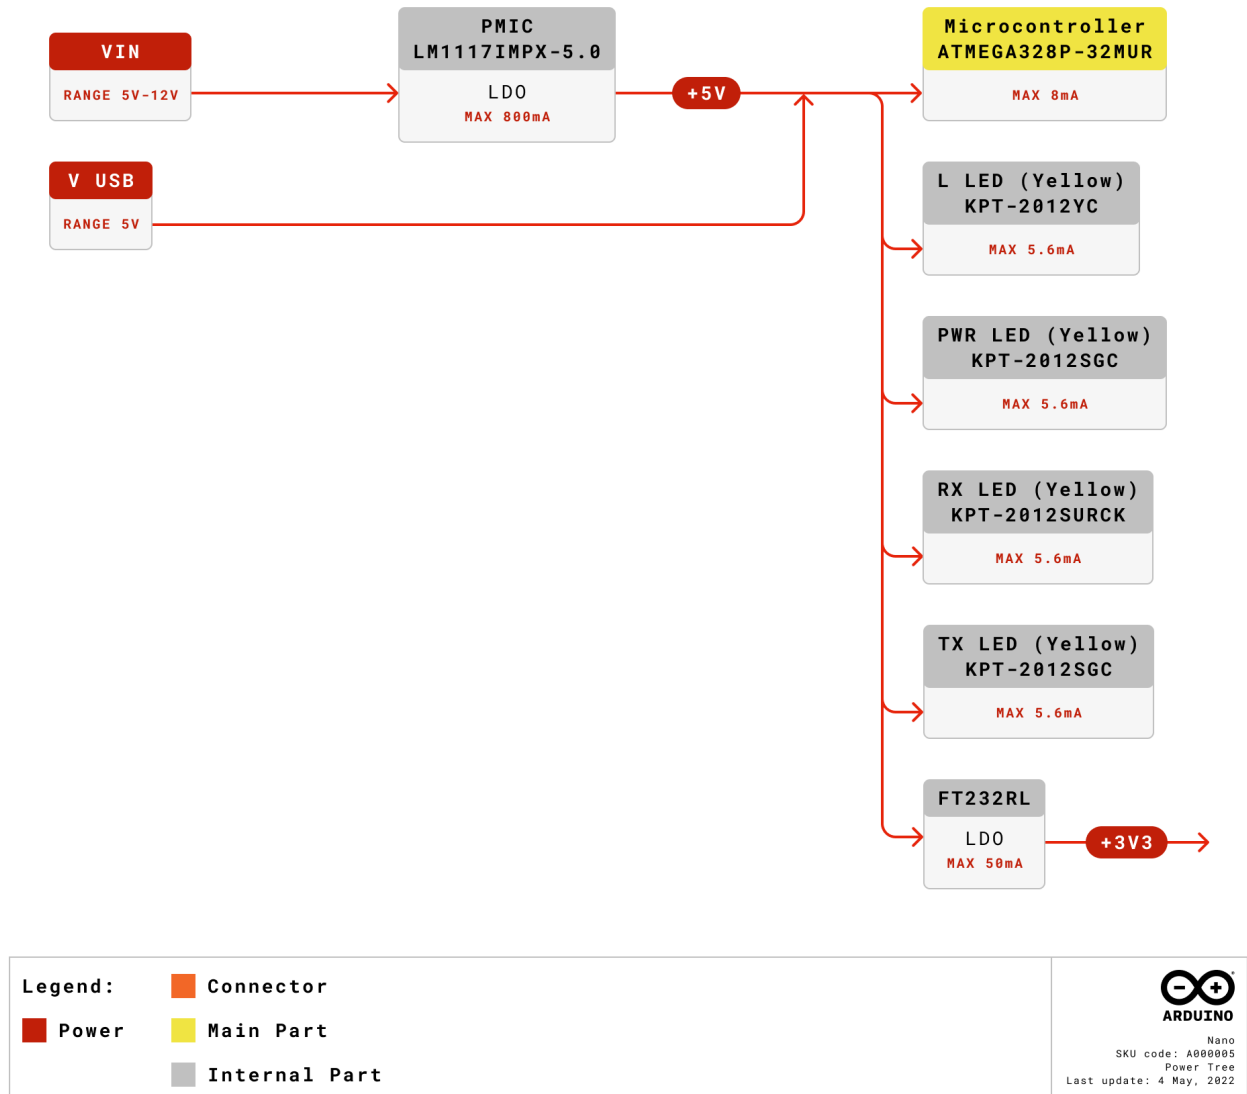 VIN
RANGE 5V-12V
V USB
RANGE 5V
PMIC
LM1117IMPX-5.0
LDO
MAX 800mA
+5V
Microcontroller
ATMEGA328P-32MUR
MAX 8mA
L LED (Yellow)
KPT-2012YC
MAX 5.6mA
PWR LED (Yellow)
KPT-2012SGC
MAX 5.6mA
RX LED (Yellow)
KPT-2012SURCK
MAX 5.6mA
TX LED (Yellow)
KPT-2012SGC
MAX 5.6mA
FT232RL
LDO
MAX 50mA
+3V3
Legend:
Power
Connector
Main Part
Internal Part
ARDUINO
Nano
SKU code: A000005
Power Tree
Last update: 4 May, 2022